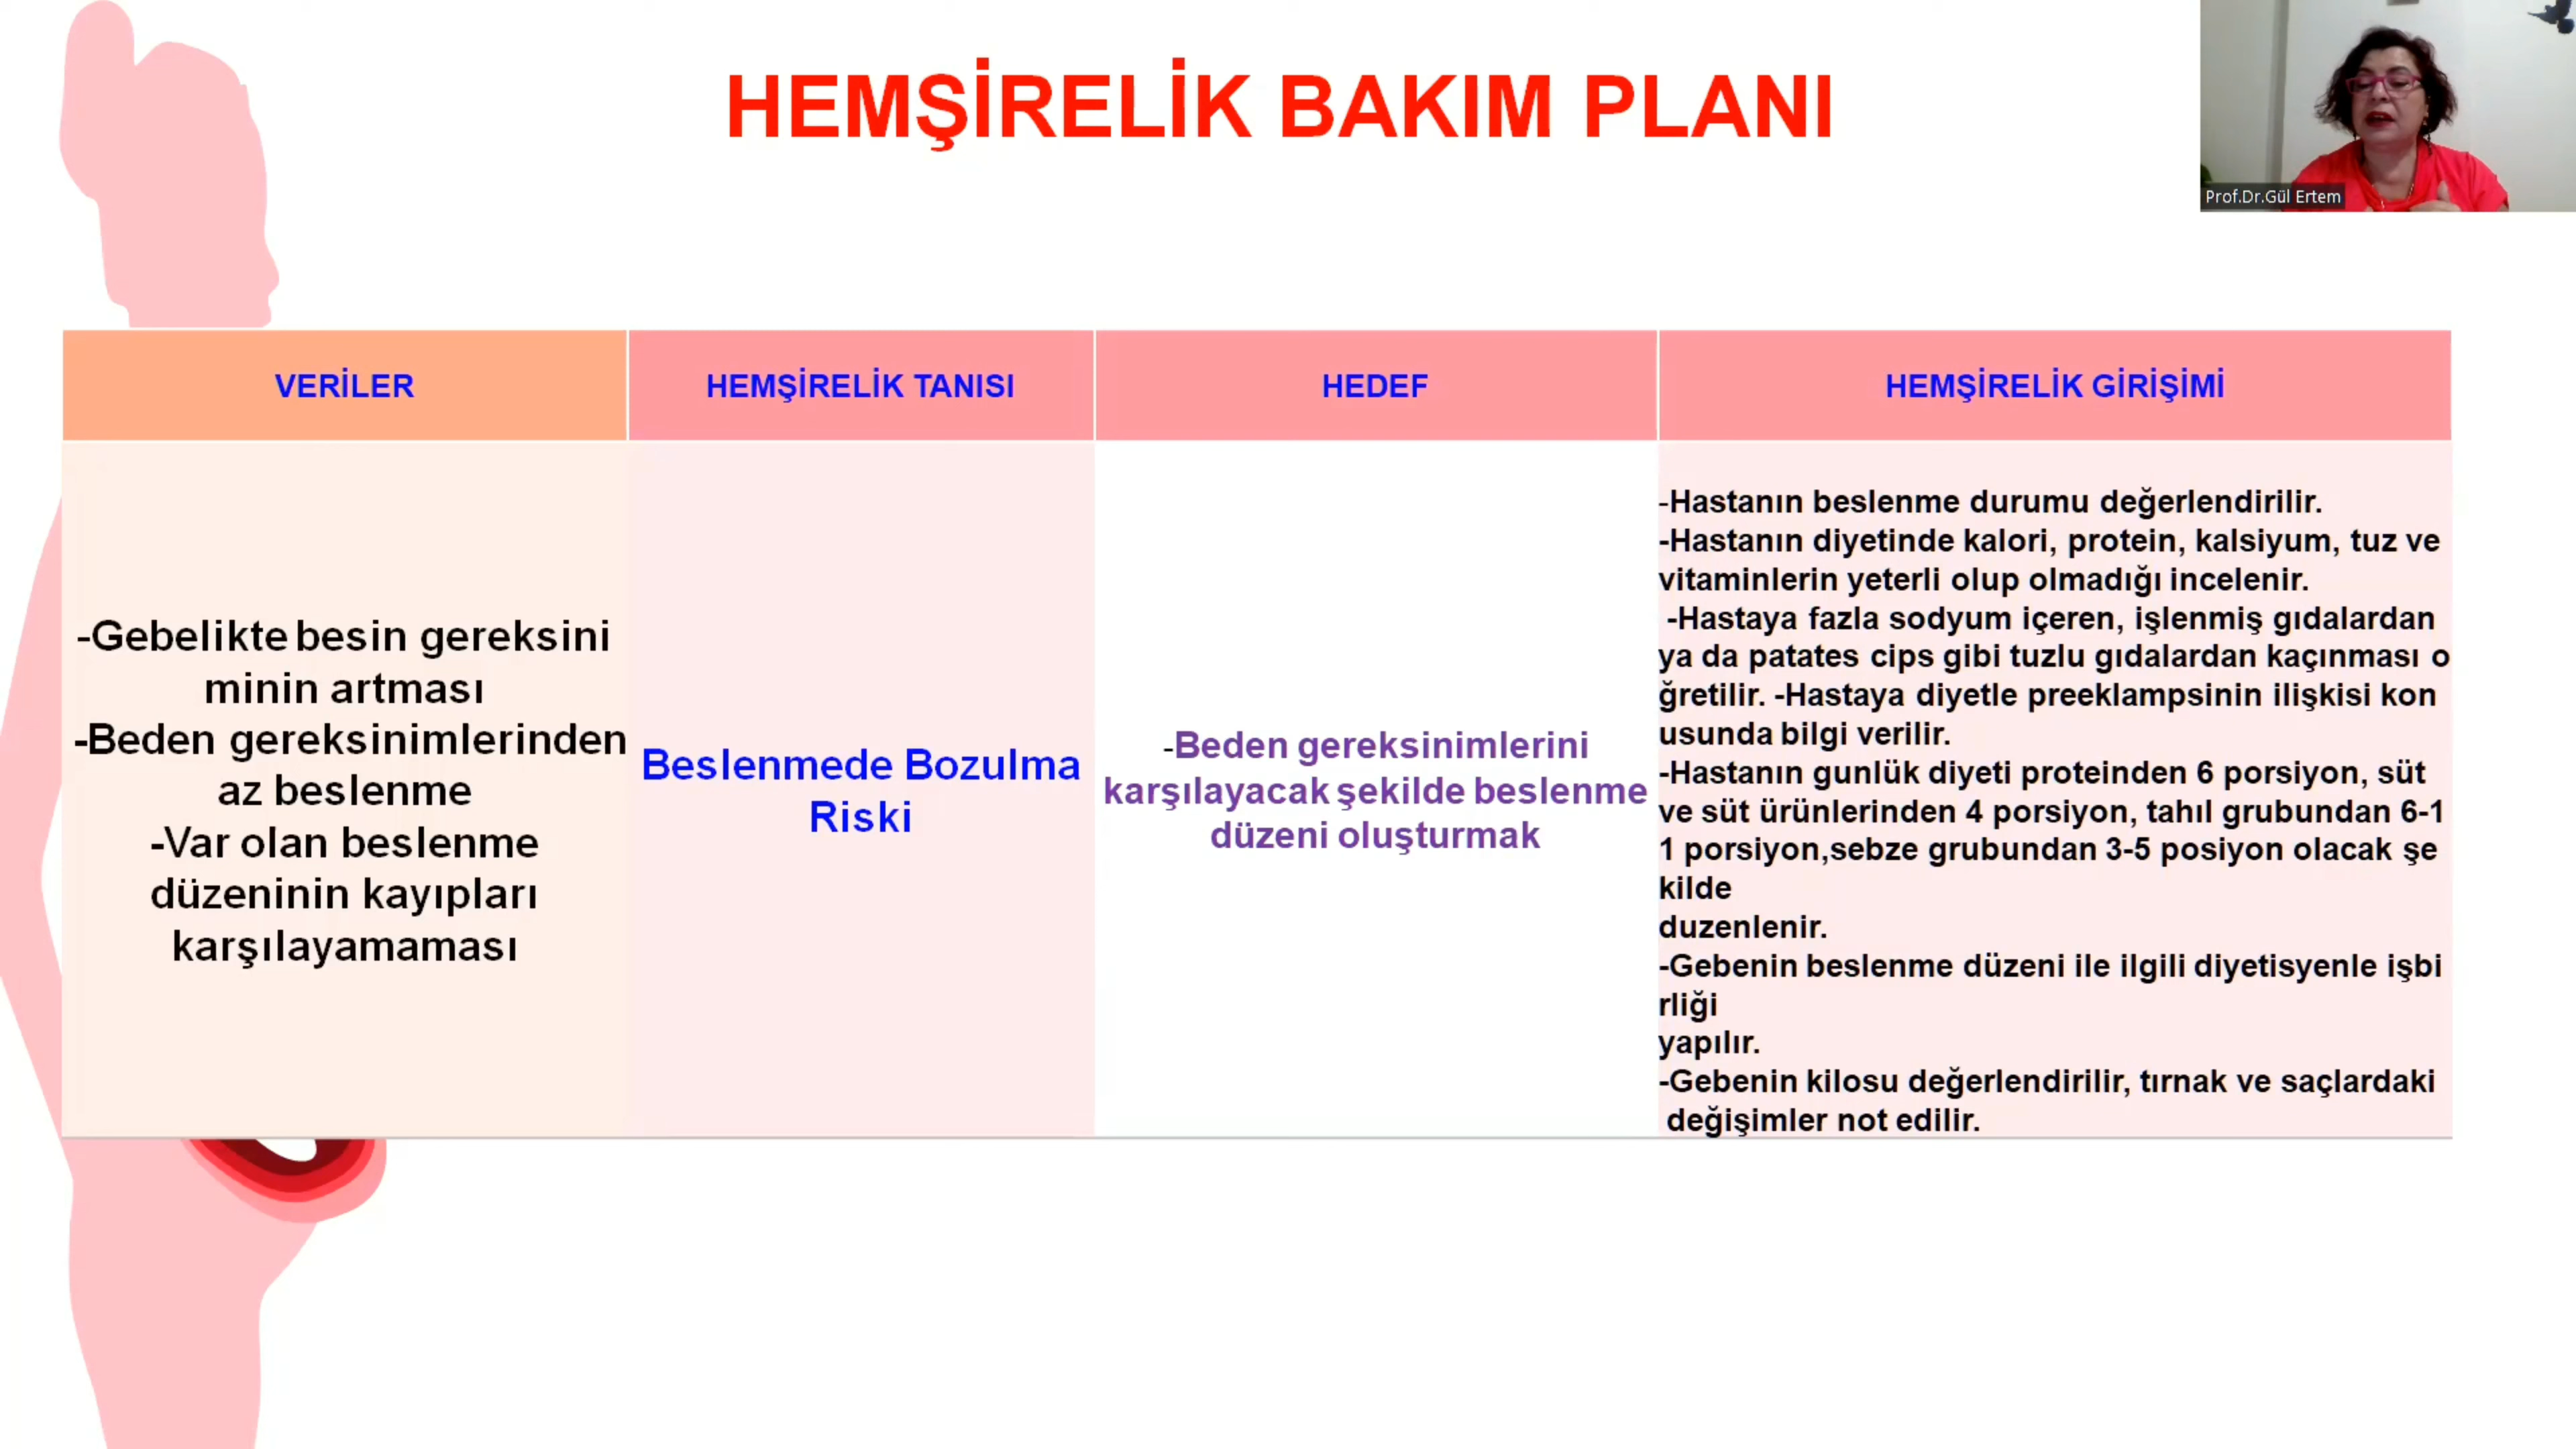 HEMŞİRELİK BAKIM PLANI
Prof.Dr.Gül Ertem
VERİLER
HEMŞİRELİK TANISI
HEDEF
HEMŞİRELİK GİRİŞİMİ
-Gebelikte besin gereksini
minin artması
-Beden gereksinimlerinden
az beslenme
-Var olan beslenme
düzeninin kayıpları
karşılayamaması
Beslenmede Bozulma
Riski
-Beden gereksinimlerini
karşılayacak şekilde beslenme
düzeni oluşturmak
-Hastanın beslenme durumu değerlendirilir.
-Hastanın diyetinde kalori, protein, kalsiyum, tuz ve
vitaminlerin yeterli olup olmadığı incelenir.
-Hastaya fazla sodyum içeren, işlenmiş gıdalardan
ya da patates cips gibi tuzlu gıdalardan kaçınması o
ğretilir. -Hastaya diyetle preeklampsinin ilişkisi kon
usunda bilgi verilir.
-Hastanın gunlük diyeti proteinden 6 porsiyon, süt
ve süt ürünlerinden 4 porsiyon, tahıl grubundan 6-1
1 porsiyon,sebze grubundan 3-5 posiyon olacak şe
kilde
duzenlenir.
-Gebenin beslenme düzeni ile ilgili diyetisyenle işbi
rliği
yapılır.
-Gebenin kilosu değerlendirilir, tırnak ve saçlardaki
değişimler not edilir.